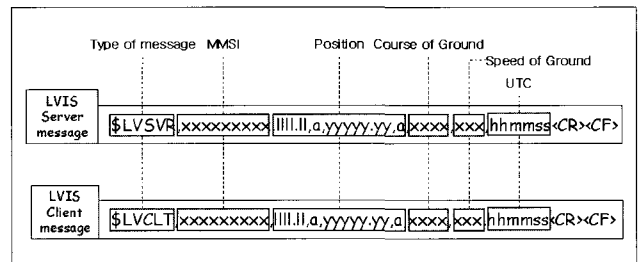 Type of message MMSI Position Course of Ground
Speed of Ground
UTC
LVIS
Server
message
$LVSVR,xxxxxxxxx,llll.ll,a,yyyyy.yy,a,xxxx,xxx,hhmmss<CR><CF>
LVIS
Client
message
$LVCLT,xxxxxxxxx,llll.ll,a,yyyyy.yy,a,xxxx,xxx,hhmmss<CR><CF>